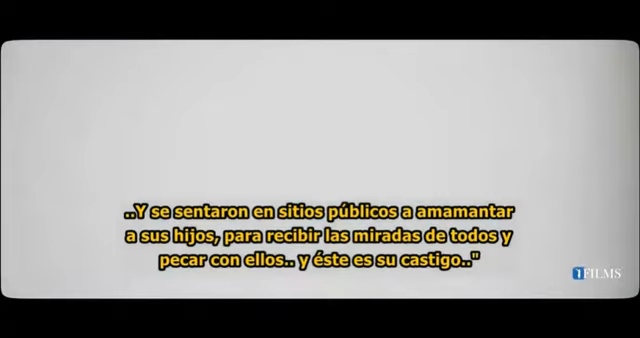 ..Y se sentaron en sitios públicos a amamantar
a sus hijos, para recibir las miradas de todos y
pecar con ellos.. y éste es su castigo.."
1FILMS